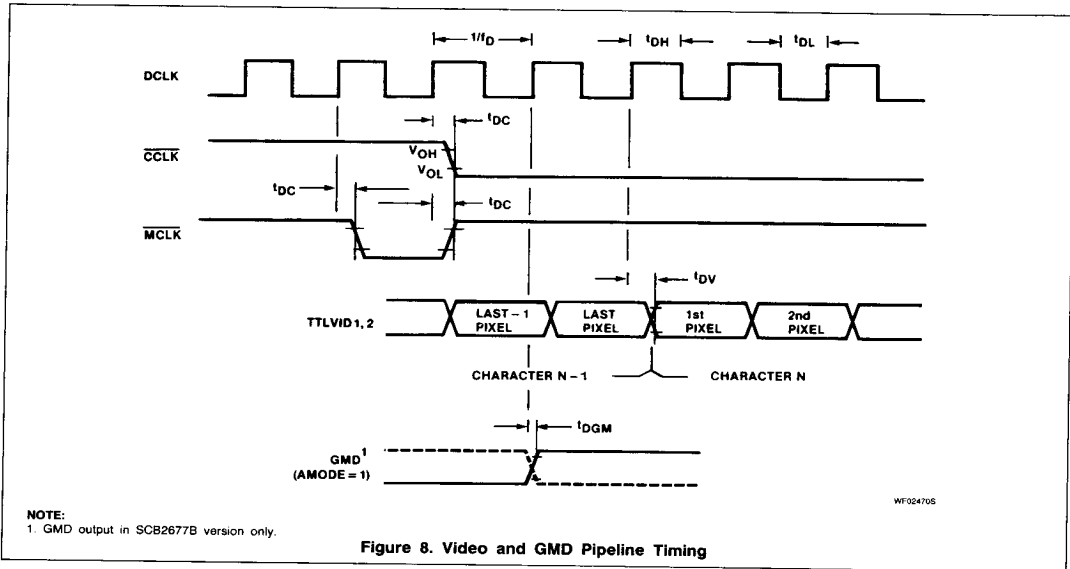 1/fD
tDH
tDL
DCLK
tDC
CCLK
VOH
VOL
tDC
tDC
MCLK
tDV
TTLVID 1, 2
LAST – 1 PIXEL
LAST PIXEL
1st PIXEL
2nd PIXEL
CHARACTER N – 1
CHARACTER N
tDGM
GMD1
(AMODE = 1)
WF02470S
NOTE:
1. GMD output in SCB2677B version only.
Figure 8. Video and GMD Pipeline Timing